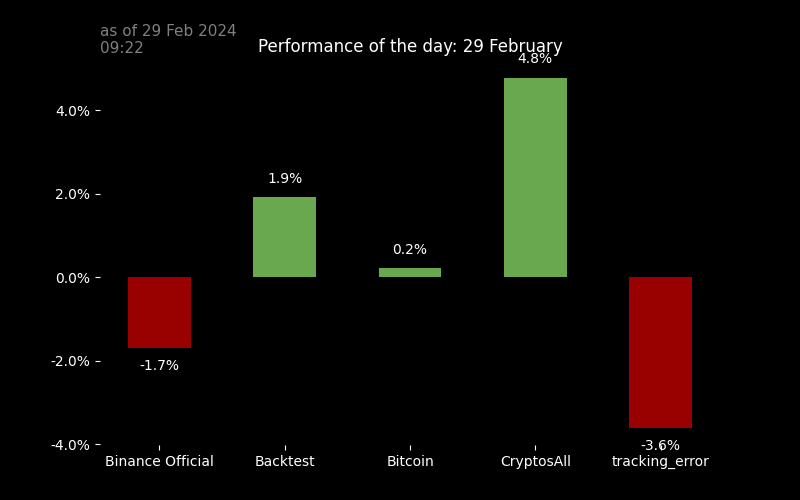 as of 29 Feb 2024
09:22
Performance of the day: 29 February
4.8%
4.0%
2.0%
1.9%
0.2%
0.0%
-1.7%
-2.0%
-4.0%
-3.6%
Binance Official
Backtest
Bitcoin
CryptosAll
tracking_error